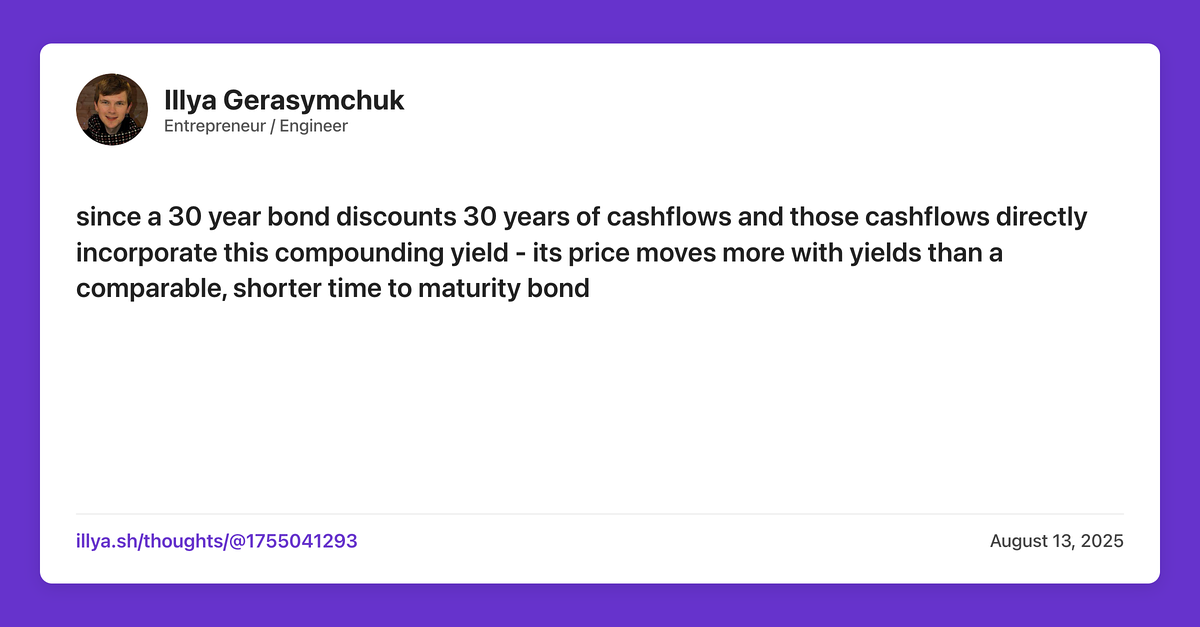 Illya Gerasymchuk
Entrepreneur / Engineer
since a 30 year bond discounts 30 years of cashflows and those cashflows directly
incorporate this compounding yield - its price moves more with yields than a
comparable, shorter time to maturity bond
illya.sh/thoughts/@1755041293
August 13, 2025